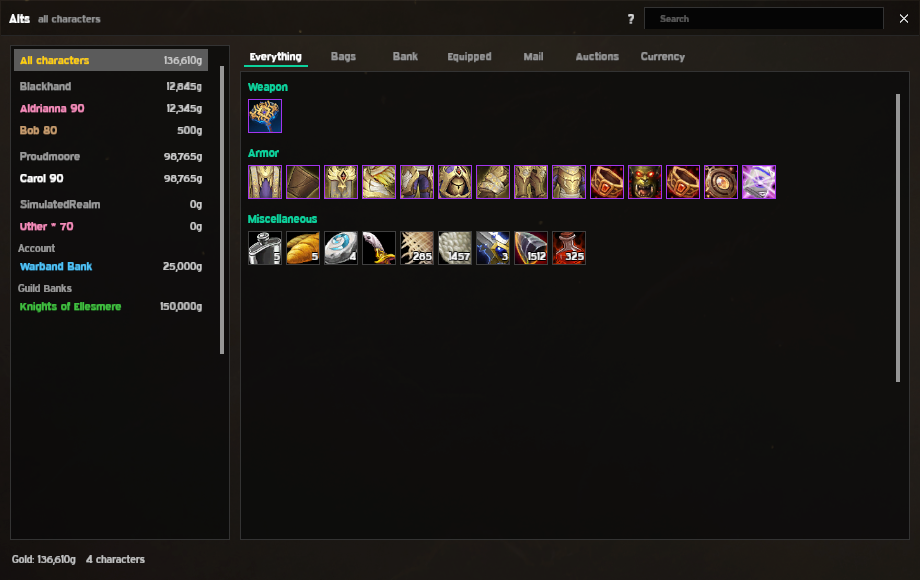 Alts all characters ? Search ×
All characters 136,610g
Blackhand 12,845g
Aldrianna 90 12,345g
Bob 80 500g
Proudmoore 98,765g
Carol 90 98,765g
SimulatedRealm 0g
Uther * 70 0g
Account
Warband Bank 25,000g
Guild Banks
Knights of Ellesmere 150,000g
Everything Bags Bank Equipped Mail Auctions Currency
Weapon
Armor
Miscellaneous
5 5 4 285 1457 3 1512 325
Gold: 136,610g 4 characters